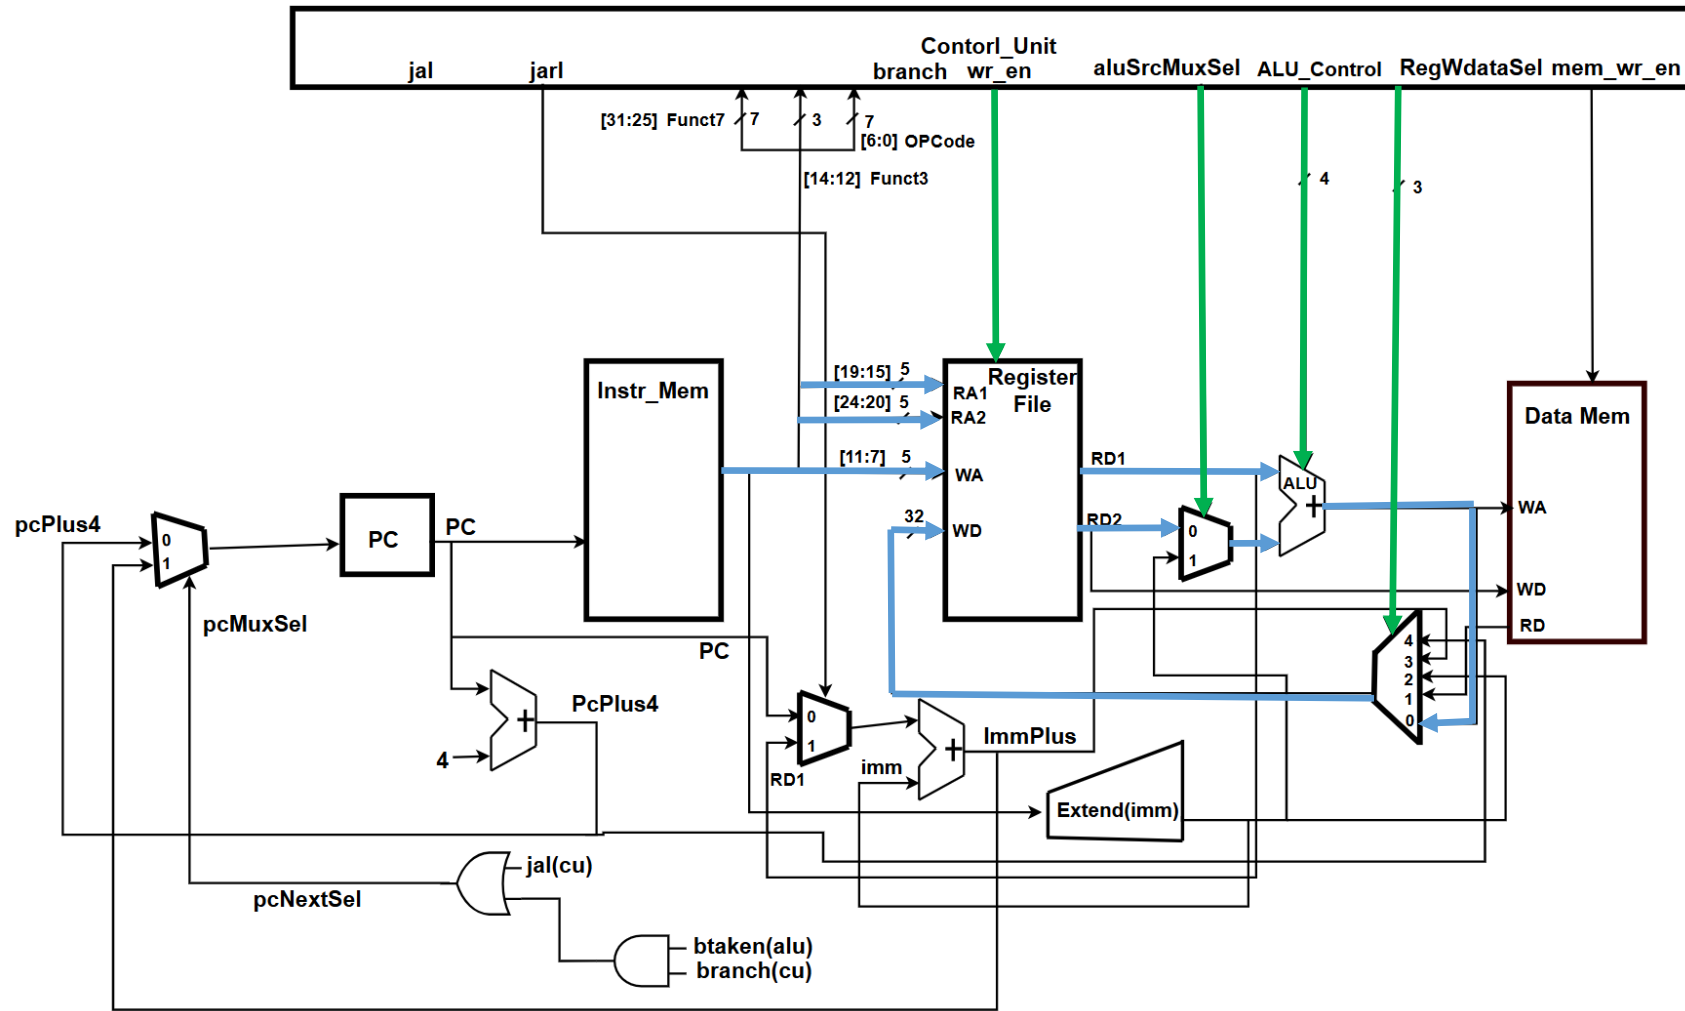 Contorl_Unit
jal
jarl
branch
wr_en
aluSrcMuxSel
ALU_Control
RegWdataSel
mem_wr_en
[31:25] Funct7
7
3
7
[6:0] OPCode
[14:12] Funct3
4
3
Instr_Mem
[19:15]
5
[24:20]
5
[11:7]
5
32
Register
File
RA1
RA2
WA
WD
RD1
RD2
0
1
ALU
+
Data Mem
WA
WD
RD
4
3
2
1
0
pcPlus4
0
1
pcMuxSel
PC
PC
PC
PcPlus4
+
4
0
1
RD1
+
imm
ImmPlus
Extend(imm)
jal(cu)
pcNextSel
btaken(alu)
branch(cu)